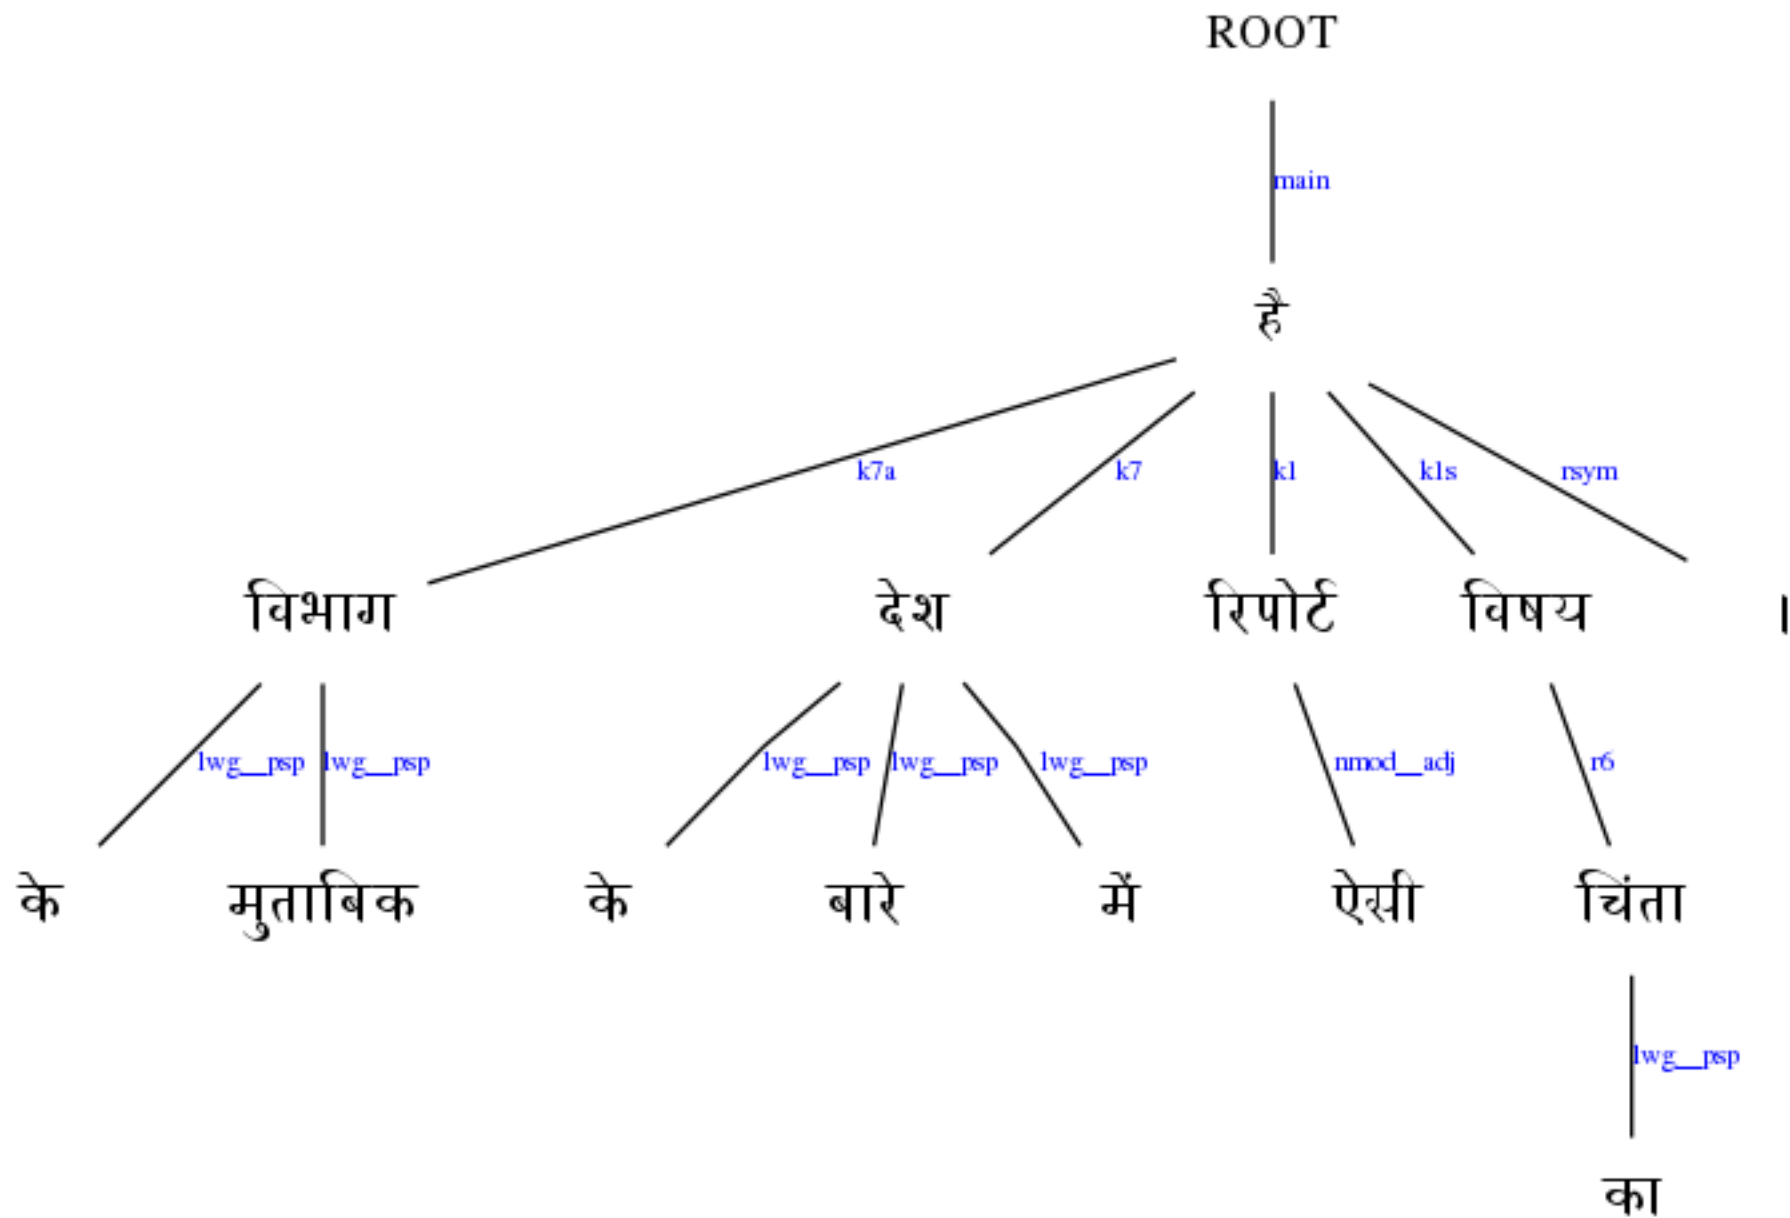 ROOT
main
है
k7a k7 k1 k1s rsym
विभाग देश रिपोर्ट विषय ।
lwg__psp lwg__psp lwg__psp lwg__psp lwg__psp nmod__adj r6
के मुताबिक के बारे में ऐसी चिंता
lwg__psp
का